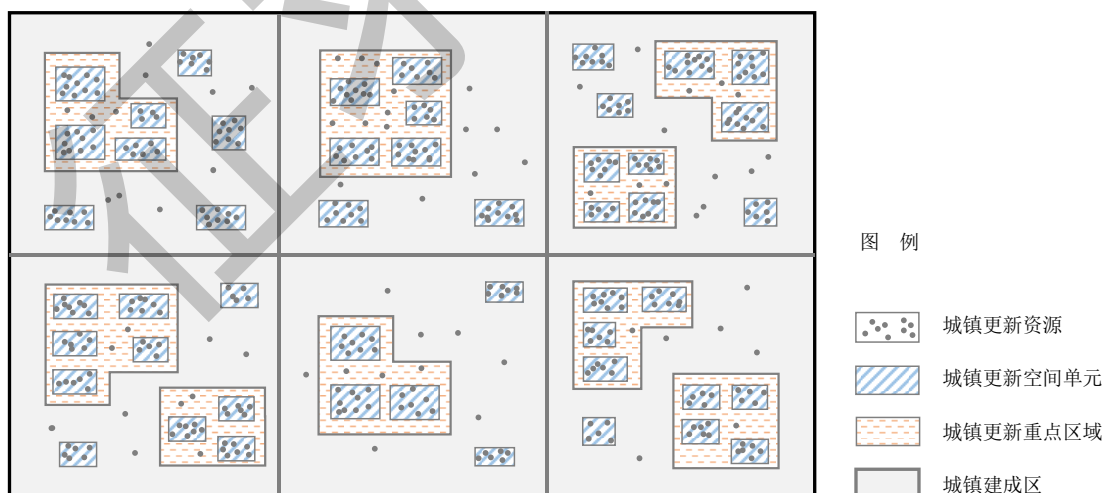 图 例
城镇更新资源
城镇更新空间单元
城镇更新重点区域
城镇建成区